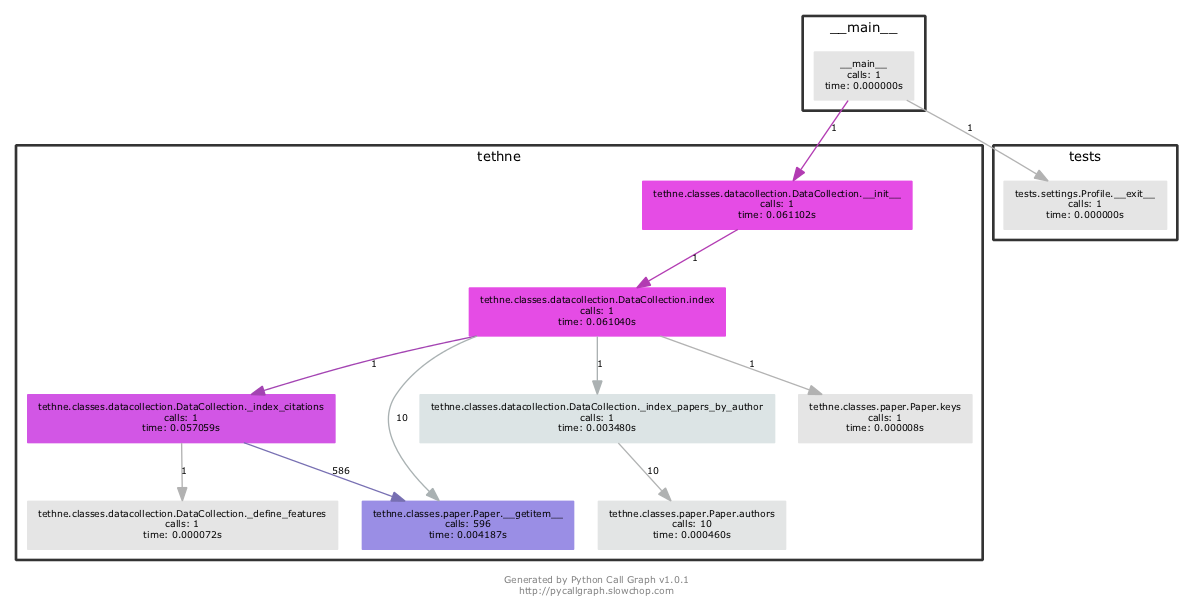 __main__
__main__
calls: 1
time: 0.000000s
1
1
tethne
tests
tethne.classes.datacollection.DataCollection.__init__
calls: 1
time: 0.061102s
tests.settings.Profile.__exit__
calls: 1
time: 0.000000s
1
tethne.classes.datacollection.DataCollection.index
calls: 1
time: 0.061040s
1
10
1
1
tethne.classes.datacollection.DataCollection._index_citations
calls: 1
time: 0.057059s
tethne.classes.datacollection.DataCollection._index_papers_by_author
calls: 1
time: 0.003480s
tethne.classes.paper.Paper.keys
calls: 1
time: 0.000008s
1
586
10
tethne.classes.datacollection.DataCollection._define_features
calls: 1
time: 0.000072s
tethne.classes.paper.Paper.__getitem__
calls: 596
time: 0.004187s
tethne.classes.paper.Paper.authors
calls: 10
time: 0.000460s
Generated by Python Call Graph v1.0.1
http://pycallgraph.slowchop.com